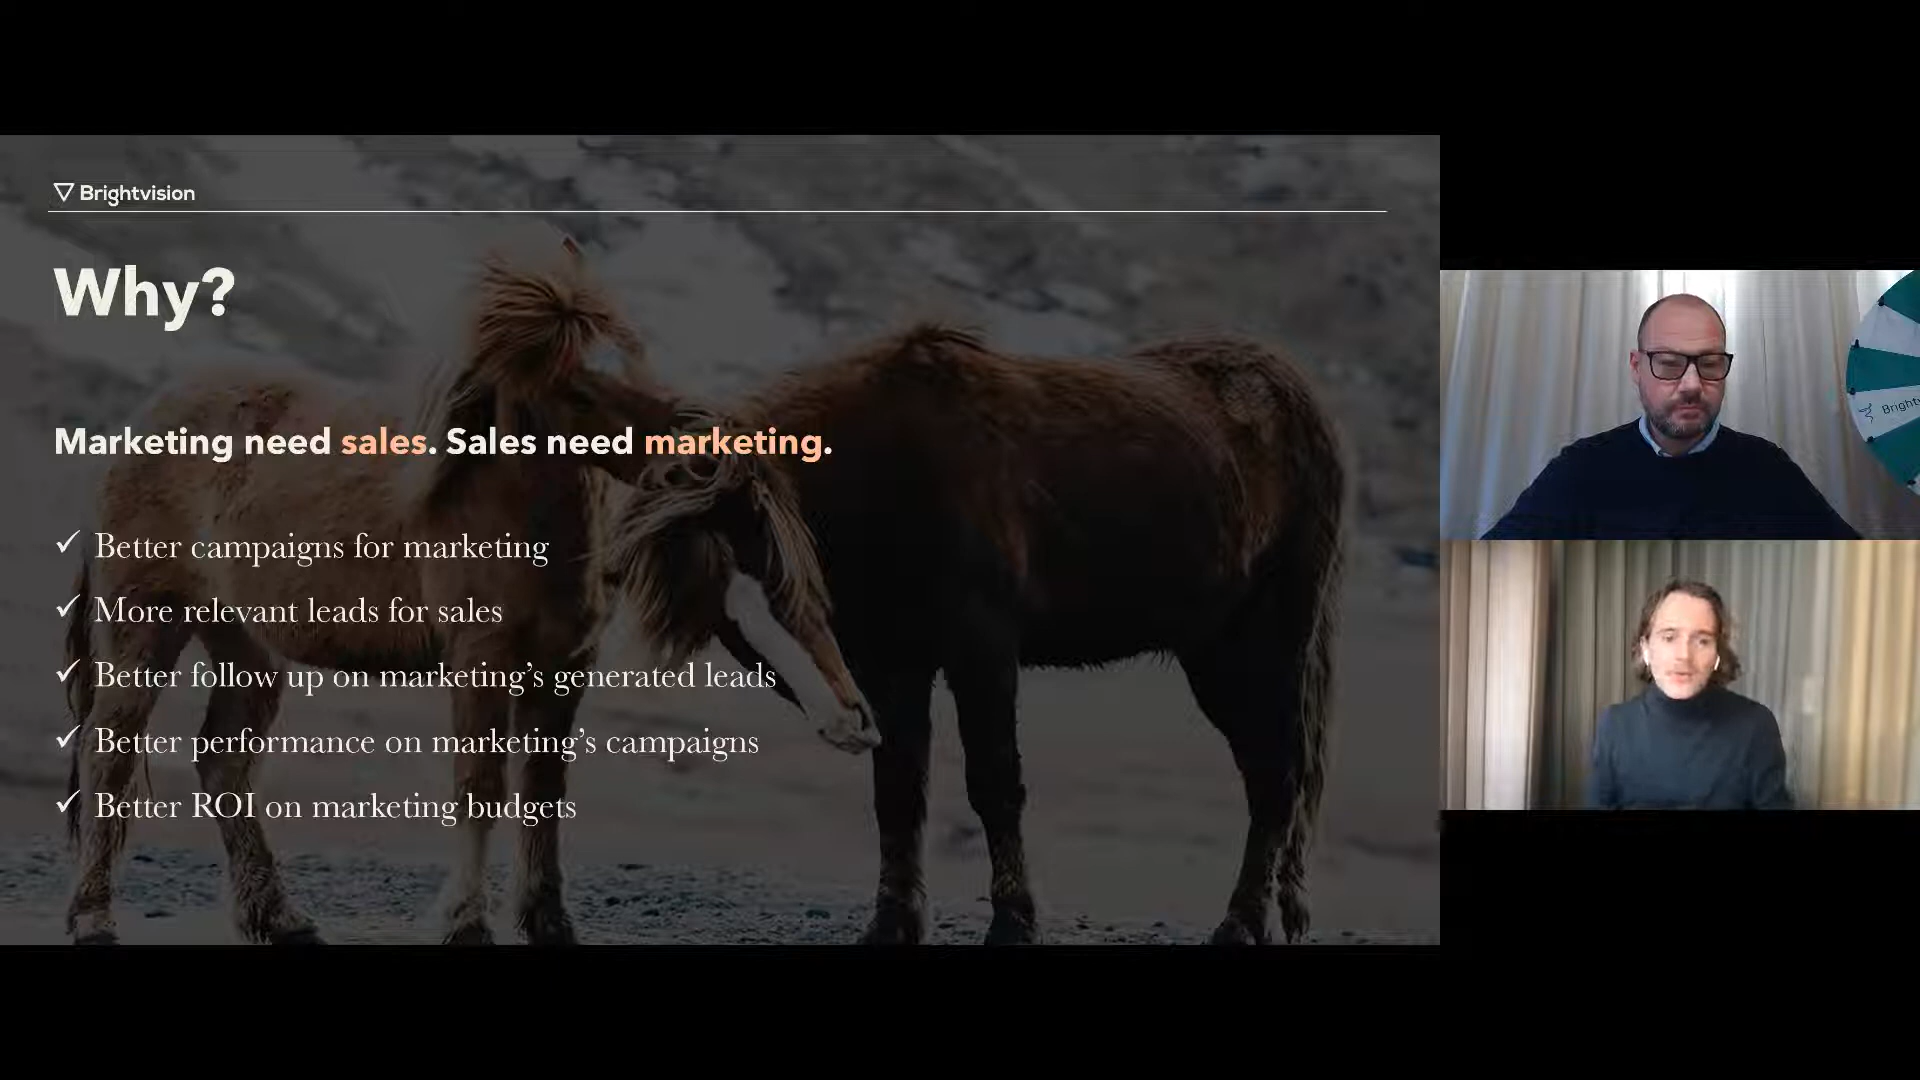 Brightvision
Why?
Marketing need sales. Sales need marketing.
✓ Better campaigns for marketing
✓ More relevant leads for sales
✓ Better follow up on marketing’s generated leads
✓ Better performance on marketing’s campaigns
✓ Better ROI on marketing budgets